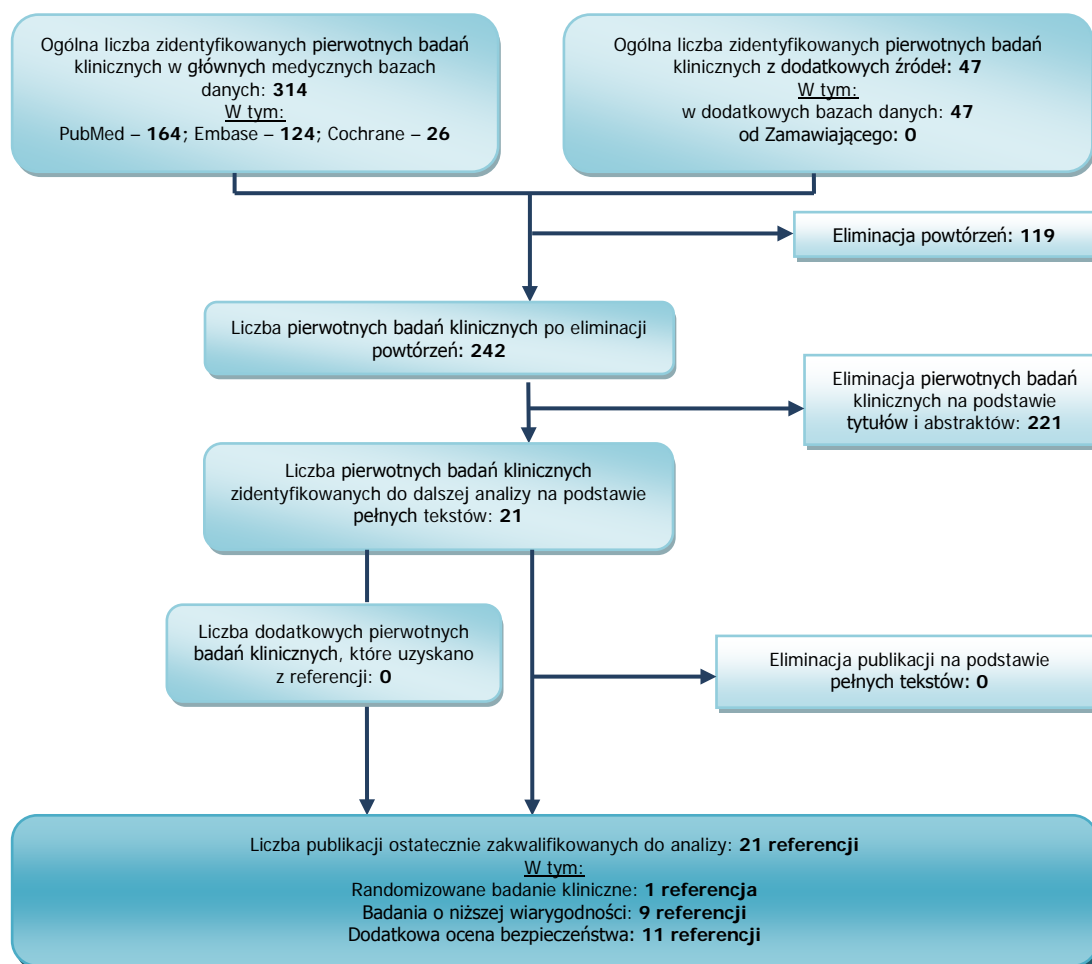 Ogólna liczba zidentyfikowanych pierwotnych badań
klinicznych w głównych medycznych bazach
danych: 314
W tym:
PubMed – 164; Embase – 124; Cochrane – 26
Ogólna liczba zidentyfikowanych pierwotnych badań
klinicznych z dodatkowych źródeł: 47
W tym:
w dodatkowych bazach danych: 47
od Zamawiającego: 0
Eliminacja powtórzeń: 119
Liczba pierwotnych badań klinicznych po eliminacji
powtórzeń: 242
Eliminacja pierwotnych badań
klinicznych na podstawie
tytułów i abstraktów: 221
Liczba pierwotnych badań klinicznych
zidentyfikowanych do dalszej analizy na podstawie
pełnych tekstów: 21
Liczba dodatkowych pierwotnych
badań klinicznych, które uzyskano
z referencji: 0
Eliminacja publikacji na podstawie
pełnych tekstów: 0
Liczba publikacji ostatecznie zakwalifikowanych do analizy: 21 referencji
W tym:
Randomizowane badanie kliniczne: 1 referencja
Badania o niższej wiarygodności: 9 referencji
Dodatkowa ocena bezpieczeństwa: 11 referencji